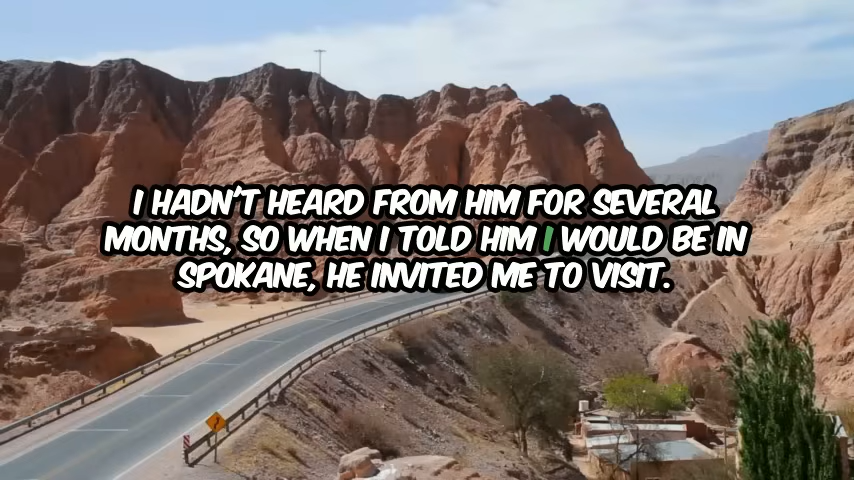 I HADN'T HEARD FROM HIM FOR SEVERAL
MONTHS, SO WHEN I TOLD HIM I WOULD BE IN
SPOKANE, HE INVITED ME TO VISIT.